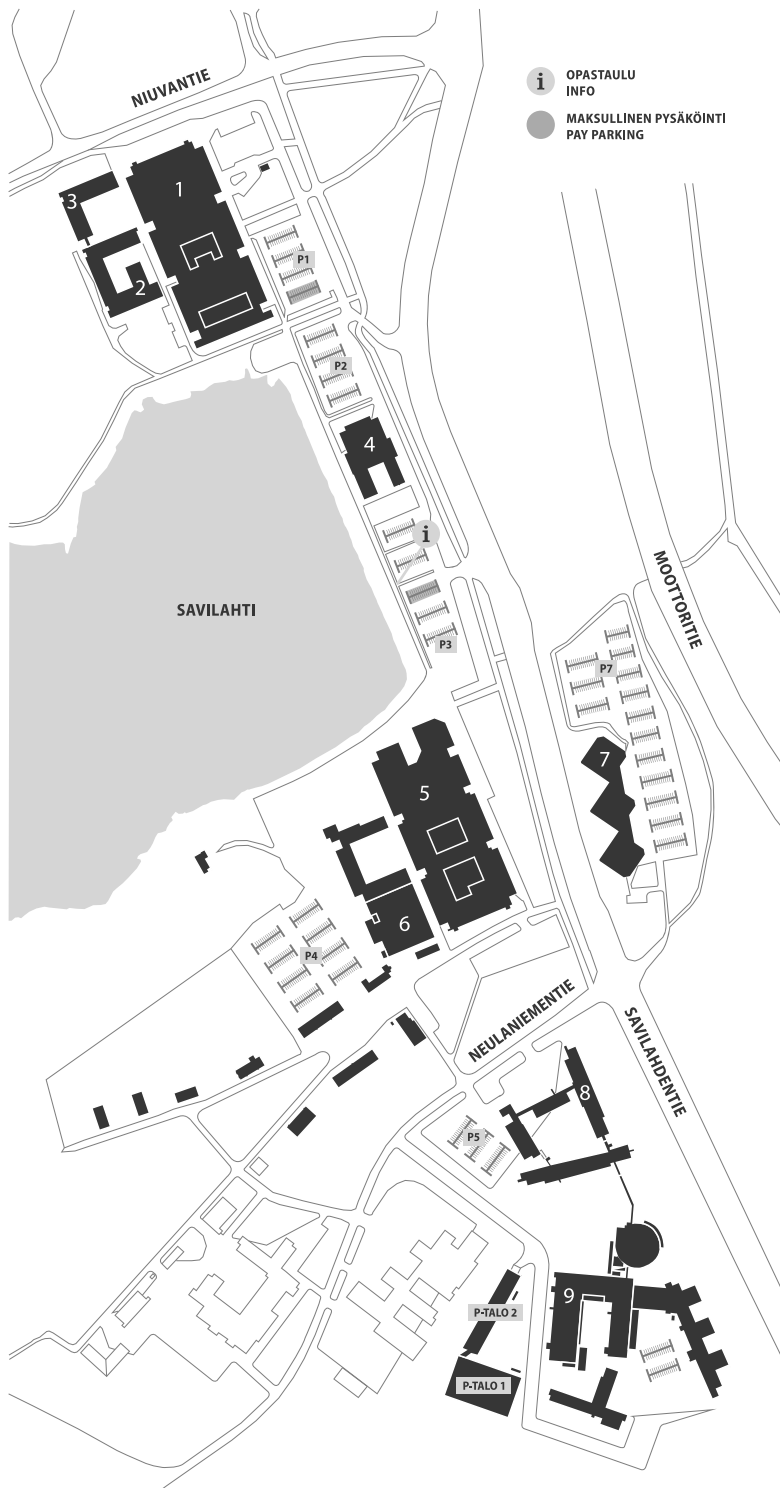 i
OPASTAULU
INFO
MAKSULLINEN PYSÄKÖINTI
PAY PARKING
NIUVANTIE
1
3
2
P1
P2
4
i
SAVILAHTI
MOOTTORITIE
P3
P7
7
5
6
P4
NEULANIEMENTIE
SAVILAHDENTIE
8
P5
9
P-TALO 2
P-TALO 1